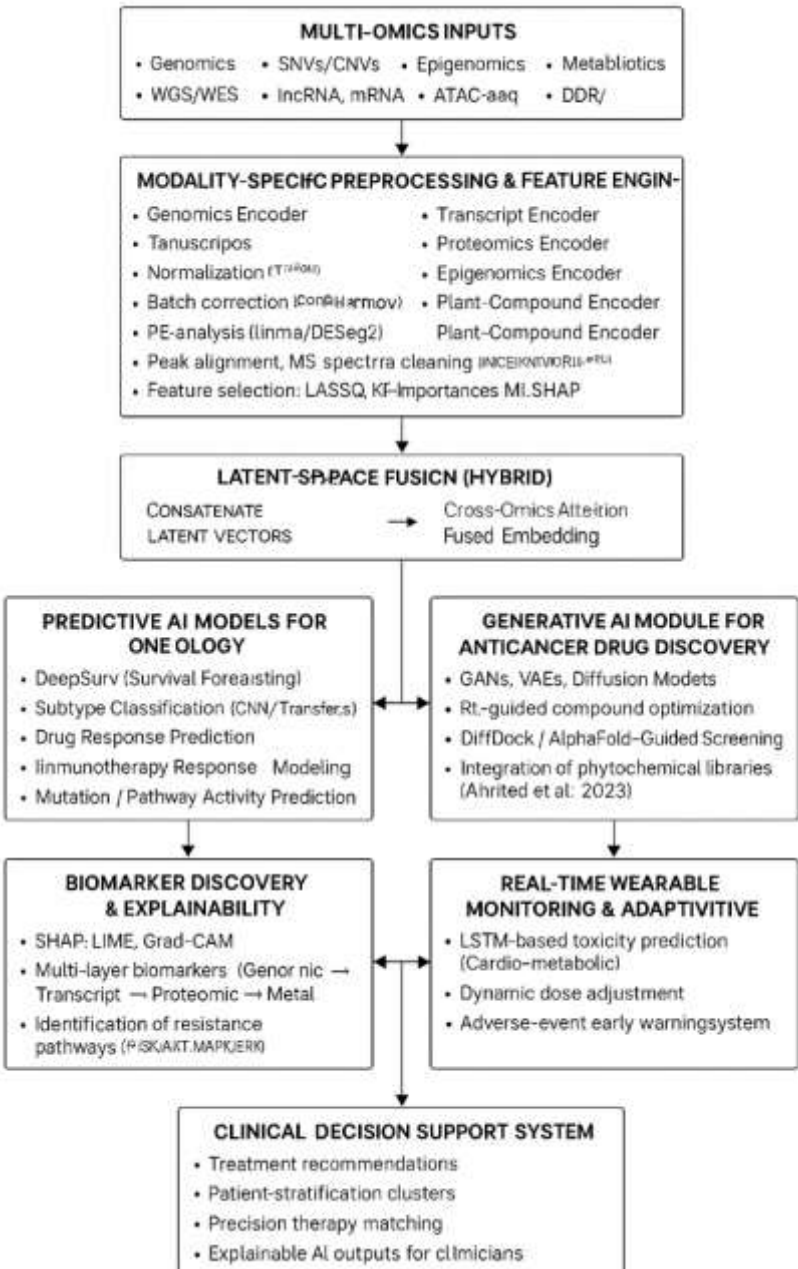 MULTI-OMICS INPUTS
• Genomics • SNVs/CNVs • Epigenomics • Metabliotics
• WGS/WES • lncRNA, mRNA • ATAC-aaq • DDR/
MODALITY-SPECIFC PREPROCESSING & FEATURE ENGIN-
• Genomics Encoder • Transcript Encoder
• Tanuscripos • Proteomics Encoder
• Normalization • Epigenomics Encoder
• Batch correction • Plant-Compound Encoder
• PE-analysis (linma/DESeg2) Plant-Compound Encoder
• Peak alignment, MS spectrra cleaning
• Feature selection: LASSQ, KF-Importances MI.SHAP
LATENT-SPACE FUSICN (HYBRID)
CONSATENATE → Cross-Omics Atteition
LATENT VECTORS Fused Embedding
PREDICTIVE AI MODELS FOR
ONE OLOGY
• DeepSurv (Survival Foreaisting)
• Subtype Classification (CNN/Transfer,s)
• Drug Response Prediction
• Iinmunotherapy Response Modeling
• Mutation / Pathway Activity Prediction
GENERATIVE AI MODULE FOR
ANTICANCER DRUG DISCOVERY
• GANs, VAEs, Diffusion Models
• Rt,-guided compound optimization
• DiffDock / AlphaFold-Guided Screening
• Integration of phytochemical libraries
(Ahrited et al: 2023)
BIOMARKER DISCOVERY
& EXPLAINABILITY
• SHAP: LIME, Grad-CAM
• Multi-layer biomarkers (Genor nic →
Transcript → Proteomic → Metal
• Identification of resistance
pathways
REAL-TIME WEARABLE
MONITORING & ADAPTIVITIVE
• LSTM-based toxicity prediction
(Cardio-metabolic)
• Dynamic dose adjustment
• Adverse-event early warningsystem
CLINICAL DECISION SUPPORT SYSTEM
• Treatment recommendations
• Patient-stratification clusters
• Precision therapy matching
• Explainable AI outputs for clImicians